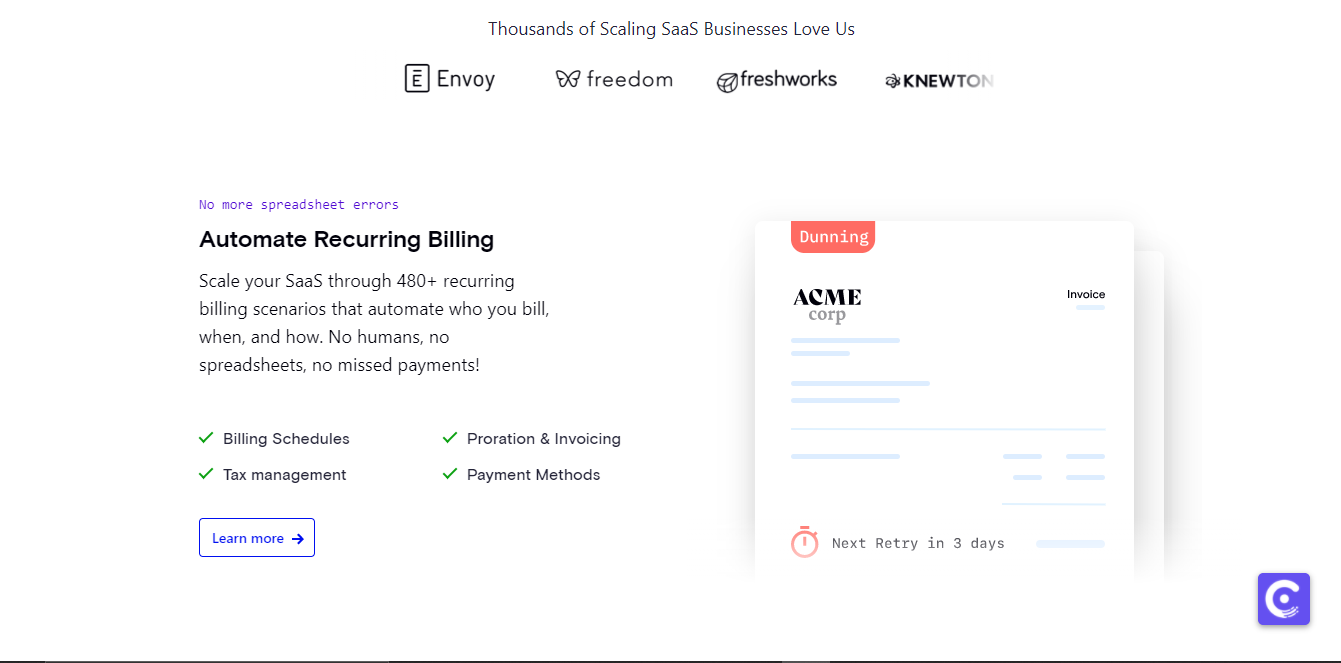 Thousands of Scaling SaaS Businesses Love Us
Envoy
freedom
freshworks
KNEWTON
No more spreadsheet errors
Automate Recurring Billing
Scale your SaaS through 480+ recurring
billing scenarios that automate who you bill,
when, and how. No humans, no
spreadsheets, no missed payments!
Billing Schedules
Proration & Invoicing
Tax management
Payment Methods
Learn more
Dunning
ACME
corp
Invoice
Next Retry in 3 days